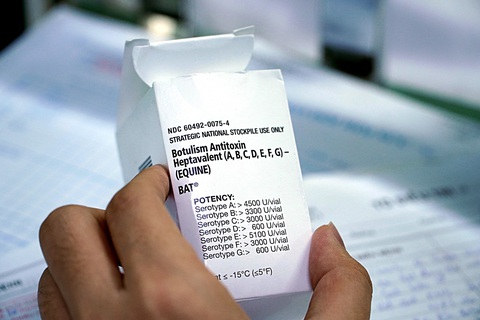 NDC 60492-0075-4
STRATEGIC NATIONAL STOCKPILE USE ONLY
Botulism Antitoxin
Heptavalent (A, B, C, D, E, F, G) –
(EQUINE)
BAT®
POTENCY:
Serotype A: > 4500 U/vial
Serotype B: > 3300 U/vial
Serotype C: > 3000 U/vial
Serotype D: > 600 U/vial
Serotype E: > 5100 U/vial
Serotype F: > 3000 U/vial
Serotype G: > 600 U/vial
≤ -15°C (≤5°F)